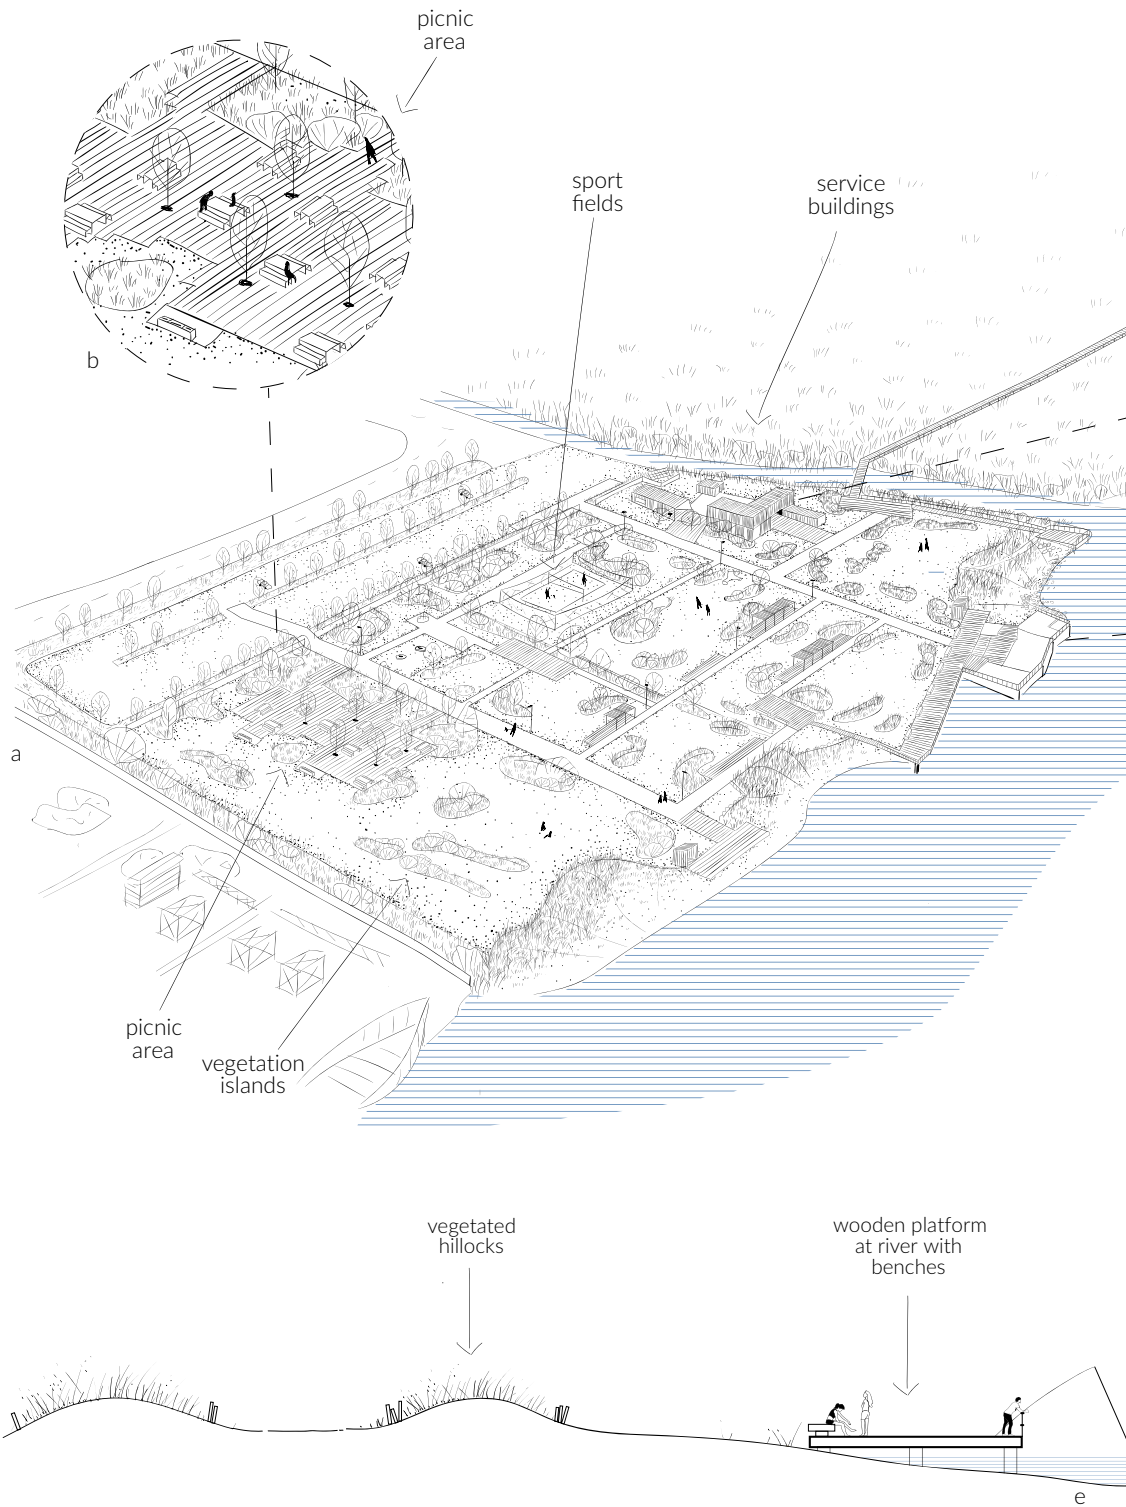 picnic
area
sport
fields
service
buildings
b
a
picnic
area
vegetation
islands
vegetated
hillocks
wooden platform
at river with
benches
e